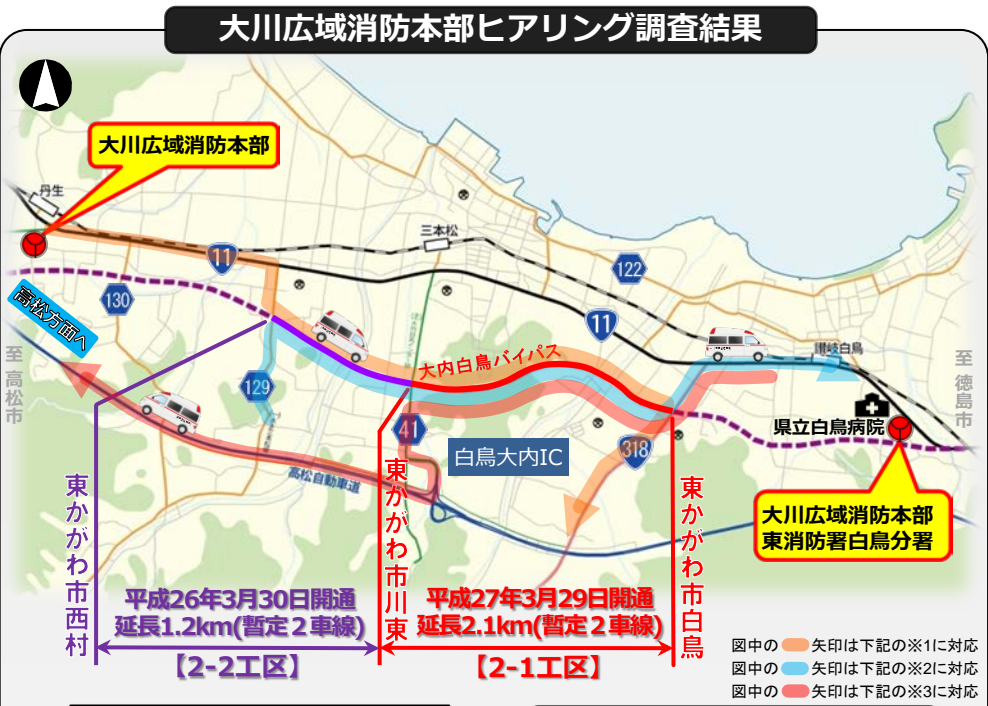 大川広域消防本部ヒアリング調査結果
大川広域消防本部
丹生
三本松
11
122
130
高松方面へ
11
讃岐白鳥
至 高松市
至 徳島市
大内白鳥バイパス
129
41
県立白鳥病院
白鳥大内IC
318
高松自動車道
大川広域消防本部
東消防署白鳥分署
東かがわ市西村
東かがわ市川東
東かがわ市白鳥
平成26年3月30日開通
延長1.2km(暫定２車線)
【2-2工区】
平成27年3月29日開通
延長2.1km(暫定２車線)
【2-1工区】
図中の 矢印は下記の※1に対応
図中の 矢印は下記の※2に対応
図中の 矢印は下記の※3に対応